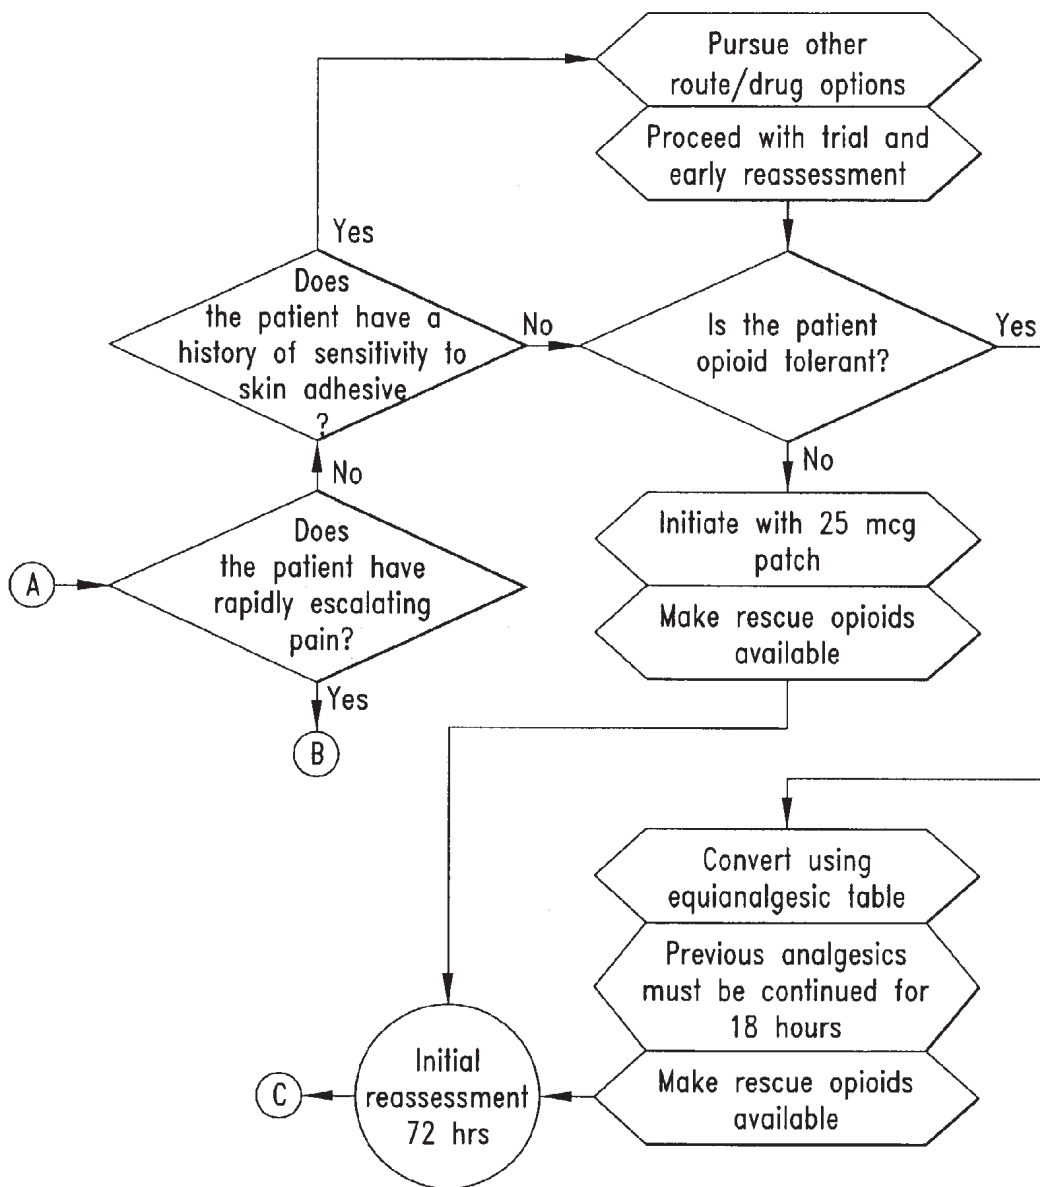 Pursue other
route/drug options
Proceed with trial and
early reassessment
Yes
Does
the patient have a
history of sensitivity to
skin adhesive
?
No
Is the patient
opioid tolerant?
Yes
No
No
Initiate with 25 mcg
patch
A
Does
the patient have
rapidly escalating
pain?
Make rescue opioids
available
Yes
B
Convert using
equianalgesic table
Previous analgesics
must be continued for
18 hours
Initial
reassessment
72 hrs
C
Make rescue opioids
available